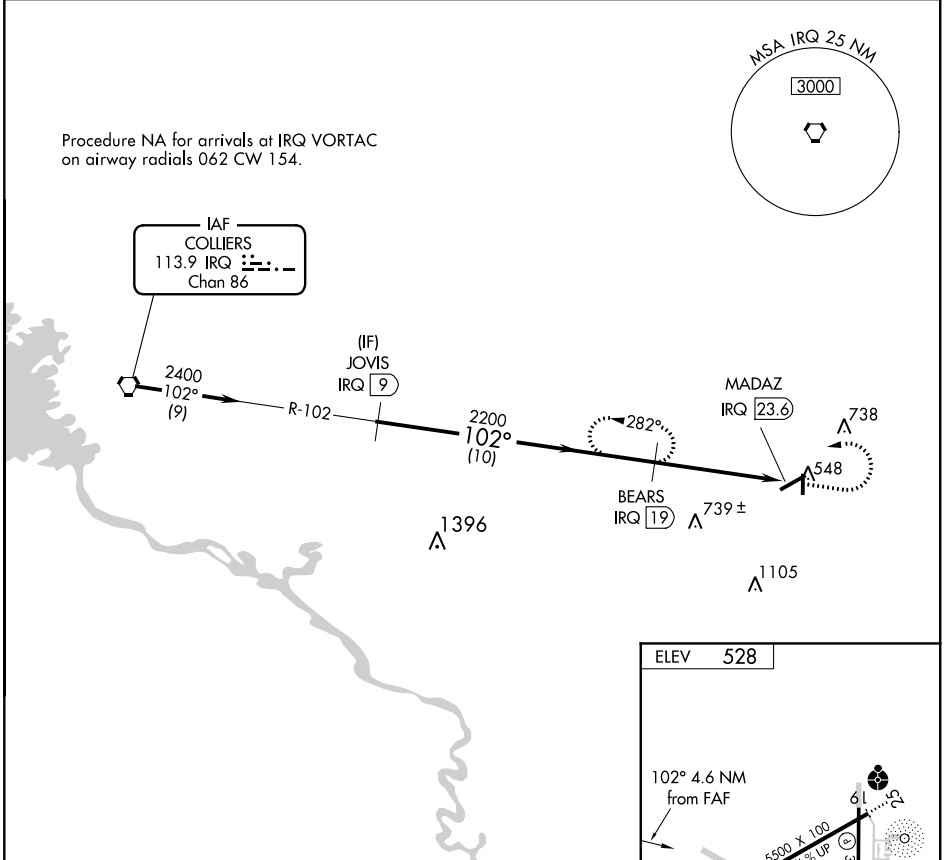 MSA IRQ 25 NM
3000
Procedure NA for arrivals at IRQ VORTAC
on airway radials 062 CW 154.
IAF
COLLIERS
113.9 IRQ
Chan 86
(IF)
JOVIS
IRQ 9
2400
102°
(9)
R-102
2200
102°
(10)
282°
MADAZ
IRQ 23.6
738
548
BEARS
IRQ 19
739 ±
1396
1105
ELEV 528
102° 4.6 NM
from FAF
19
25
5500 X 100
% UP
P